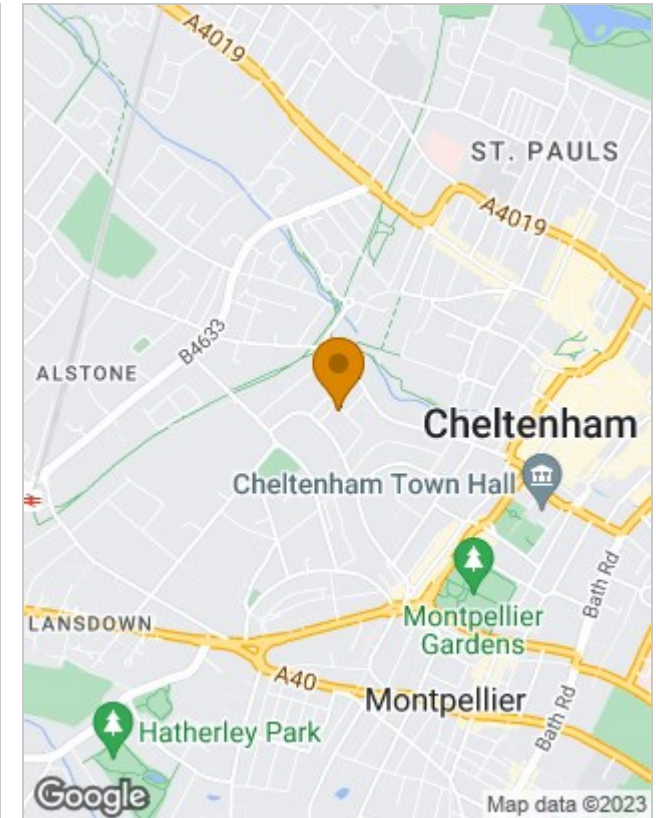 A4019
ST. PAULS
A4019
B4633
ALSTONE
Cheltenham
Cheltenham Town Hall
Bath Rd
LANSDOWN
Montpellier
Gardens
A40
Montpellier
Bath Rd
Hatherley Park
Google
Map data ©2023